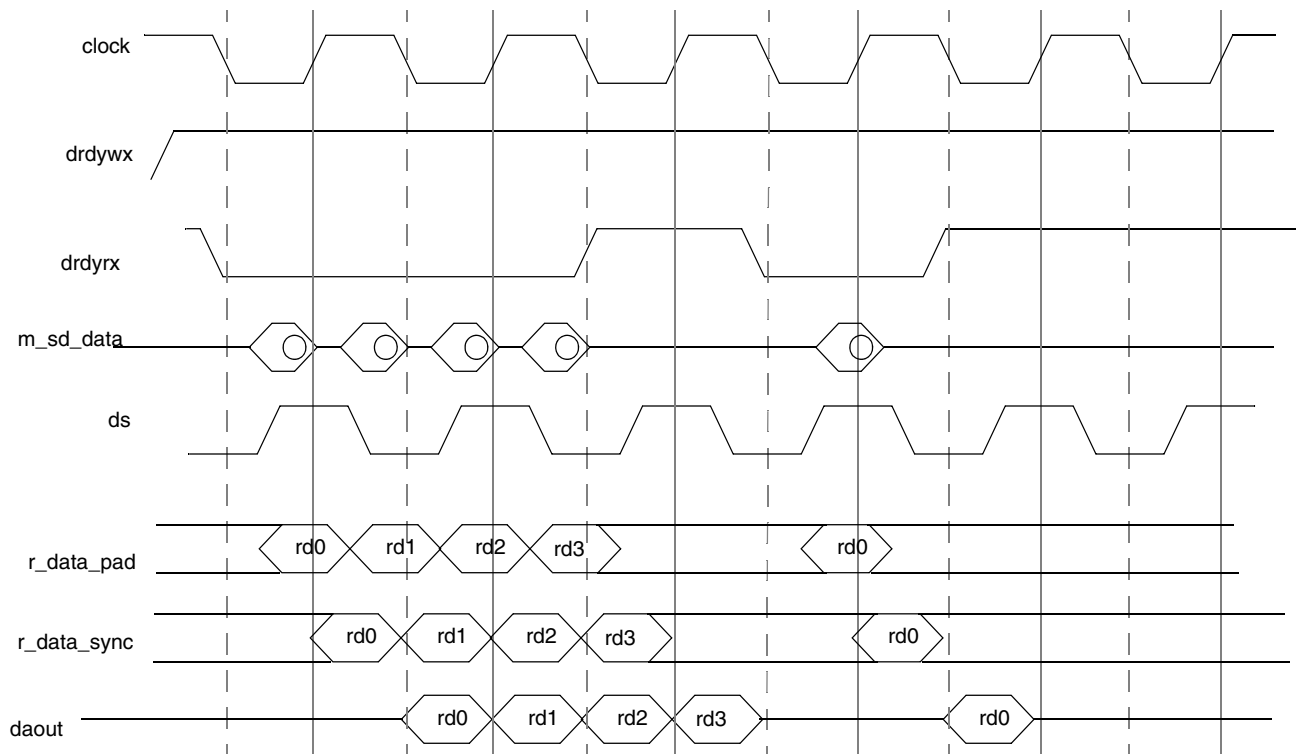 clock
drdywx
drdyrx
m_sd_data
ds
rd0 rd1 rd2 rd3 rd0
r_data_pad
rd0 rd1 rd2 rd3 rd0
r_data_sync
rd0 rd1 rd2 rd3 rd0
daout